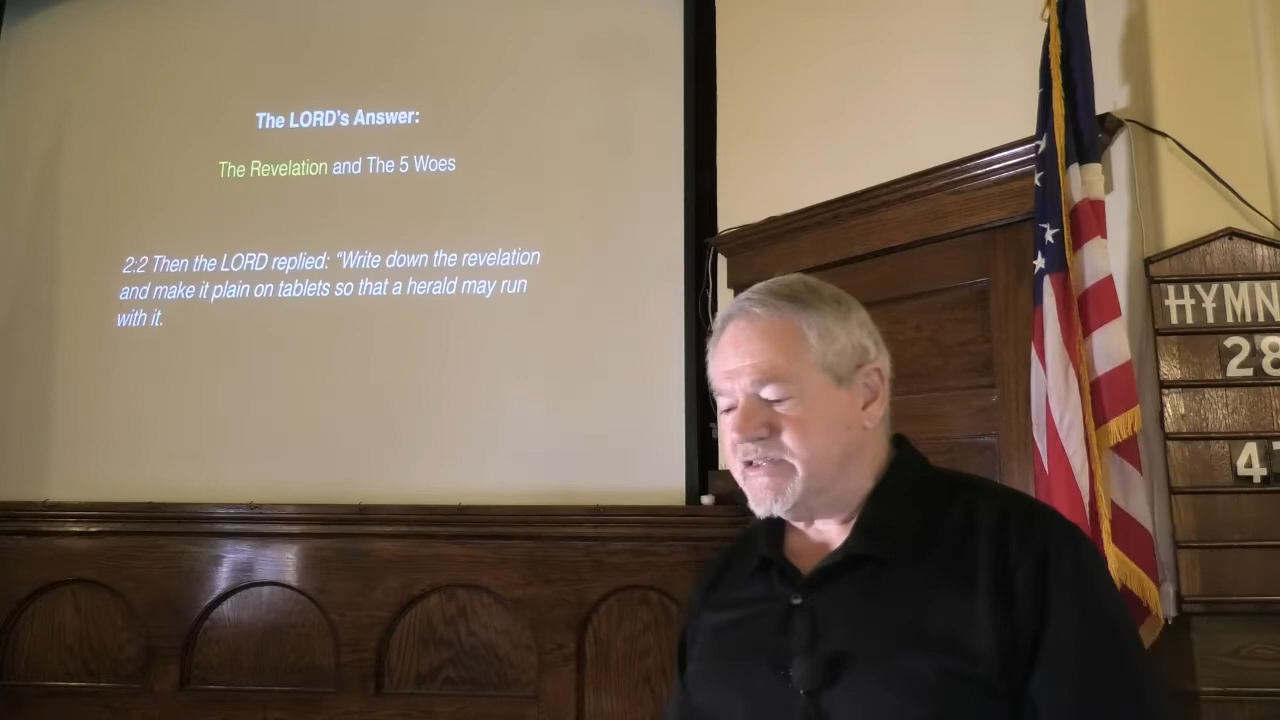 The LORD's Answer:
The Revelation and The 5 Woes
2:2 Then the LORD replied: “Write down the revelation
and make it plain on tablets so that a herald may run
with it.
HYMN
28
4